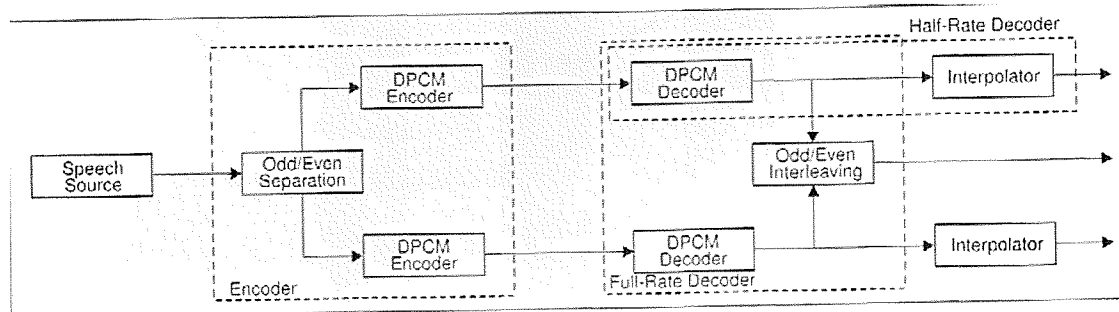 Half-Rate Decoder
DPCM
Encoder
DPCM
Decoder
Interpolator
Speech
Source
Odd/Even
Separation
Odd/Even
Interleaving
DPCM
Encoder
DPCM
Decoder
Interpolator
Encoder
Full-Rate Decoder